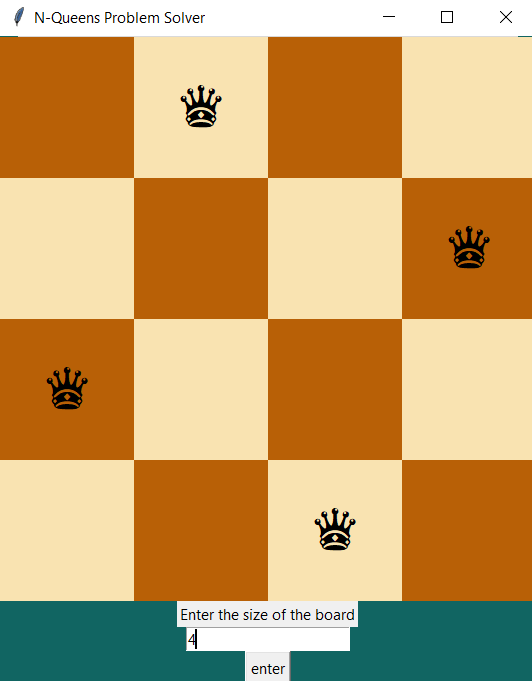 N-Queens Problem Solver
Enter the size of the board
4
enter